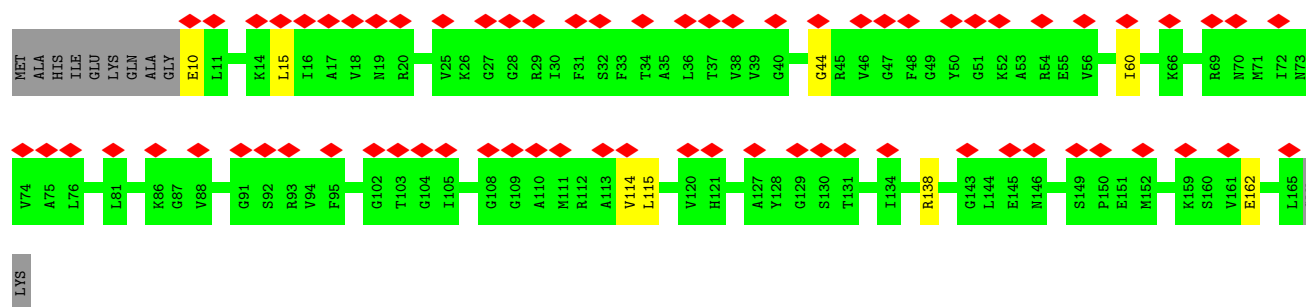 MET ALA HIS ILE GLU LYS GLN ALA GLY E10 L11 K14 L15 I16 A17 V18 N19 R20 V25 K26 G27 G28 R29 I30 F31 S32 F33 T34 A35 L36 T37 V38 V39 G40 G44 R45 V46 G47 F48 G49 Y50 G51 K52 A53 R54 E55 V56 I60 K66 R69 N70 M71 I72 N73
V74 A75 L76 L81 K86 G87 V88 G91 S92 R93 V94 F95 G102 T103 G104 I105 G108 G109 A110 M111 R112 A113 V114 L115 V120 H121 A127 Y128 G129 S130 T131 I134 R138 G143 L144 E145 N146 S149 P150 E151 M152 K159 S160 V161 E162 L165
LYS